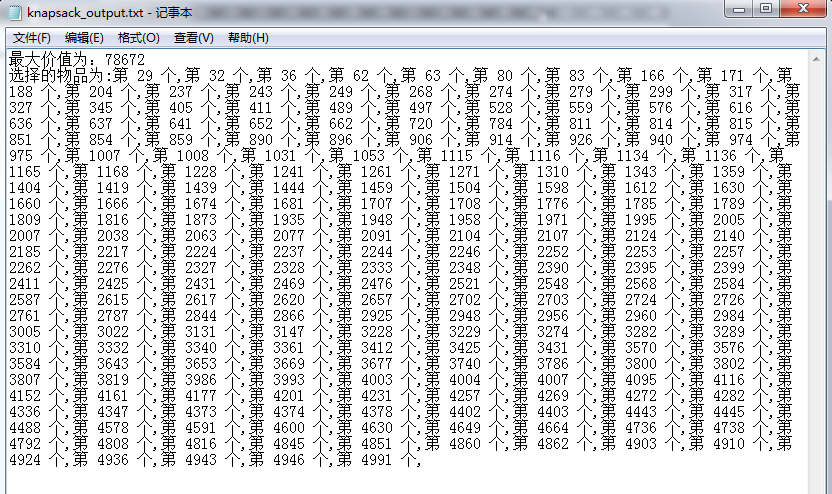 knapsack_output.txt - 记事本
文件(F) 编辑(E) 格式(O) 查看(V) 帮助(H)
最大价值为：78672
选择的物品为:第 29 个,第 32 个,第 36 个,第 62 个,第 63 个,第 80 个,第 83 个,第 166 个,第 171 个,第
188 个,第 204 个,第 237 个,第 243 个,第 249 个,第 268 个,第 274 个,第 279 个,第 299 个,第 317 个,第
327 个,第 345 个,第 405 个,第 411 个,第 489 个,第 497 个,第 528 个,第 559 个,第 576 个,第 616 个,第
636 个,第 637 个,第 641 个,第 652 个,第 662 个,第 720 个,第 784 个,第 811 个,第 814 个,第 815 个,第
851 个,第 854 个,第 859 个,第 890 个,第 896 个,第 906 个,第 914 个,第 926 个,第 940 个,第 974 个,第
975 个,第 1007 个,第 1008 个,第 1031 个,第 1053 个,第 1115 个,第 1116 个,第 1134 个,第 1136 个,第
1165 个,第 1168 个,第 1228 个,第 1241 个,第 1261 个,第 1271 个,第 1310 个,第 1343 个,第 1359 个,第
1404 个,第 1419 个,第 1439 个,第 1444 个,第 1459 个,第 1504 个,第 1598 个,第 1612 个,第 1630 个,第
1660 个,第 1666 个,第 1674 个,第 1681 个,第 1707 个,第 1708 个,第 1776 个,第 1785 个,第 1789 个,第
1809 个,第 1816 个,第 1873 个,第 1935 个,第 1948 个,第 1958 个,第 1971 个,第 1995 个,第 2005 个,第
2007 个,第 2038 个,第 2063 个,第 2077 个,第 2091 个,第 2104 个,第 2107 个,第 2124 个,第 2140 个,第
2185 个,第 2217 个,第 2224 个,第 2237 个,第 2244 个,第 2246 个,第 2252 个,第 2253 个,第 2257 个,第
2262 个,第 2276 个,第 2327 个,第 2328 个,第 2333 个,第 2348 个,第 2390 个,第 2395 个,第 2399 个,第
2411 个,第 2425 个,第 2431 个,第 2469 个,第 2476 个,第 2521 个,第 2548 个,第 2568 个,第 2584 个,第
2587 个,第 2615 个,第 2617 个,第 2620 个,第 2657 个,第 2702 个,第 2703 个,第 2724 个,第 2726 个,第
2761 个,第 2787 个,第 2844 个,第 2866 个,第 2925 个,第 2948 个,第 2956 个,第 2960 个,第 2984 个,第
3005 个,第 3022 个,第 3131 个,第 3147 个,第 3228 个,第 3229 个,第 3274 个,第 3282 个,第 3289 个,第
3310 个,第 3332 个,第 3340 个,第 3361 个,第 3412 个,第 3425 个,第 3431 个,第 3570 个,第 3576 个,第
3584 个,第 3643 个,第 3653 个,第 3669 个,第 3677 个,第 3740 个,第 3786 个,第 3800 个,第 3802 个,第
3807 个,第 3819 个,第 3986 个,第 3993 个,第 4003 个,第 4004 个,第 4007 个,第 4095 个,第 4116 个,第
4152 个,第 4161 个,第 4177 个,第 4201 个,第 4231 个,第 4257 个,第 4269 个,第 4272 个,第 4282 个,第
4336 个,第 4347 个,第 4373 个,第 4374 个,第 4378 个,第 4402 个,第 4403 个,第 4443 个,第 4445 个,第
4488 个,第 4578 个,第 4591 个,第 4600 个,第 4630 个,第 4649 个,第 4664 个,第 4736 个,第 4738 个,第
4792 个,第 4808 个,第 4816 个,第 4845 个,第 4851 个,第 4860 个,第 4862 个,第 4903 个,第 4910 个,第
4924 个,第 4936 个,第 4943 个,第 4946 个,第 4991 个,